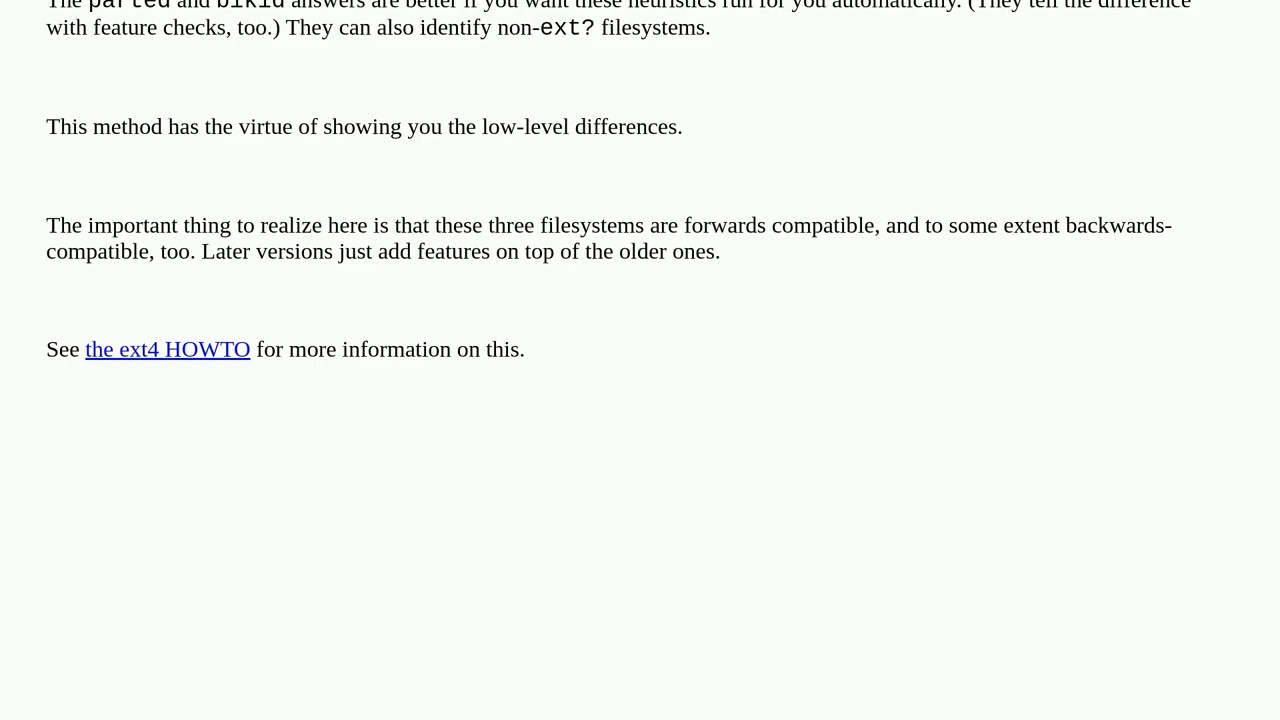 The parted and blkid answers are better if you want these heuristics run for you automatically. (They tell the difference
with feature checks, too.) They can also identify non-ext? filesystems.
This method has the virtue of showing you the low-level differences.
The important thing to realize here is that these three filesystems are forwards compatible, and to some extent backwards-
compatible, too. Later versions just add features on top of the older ones.
See the ext4 HOWTO for more information on this.